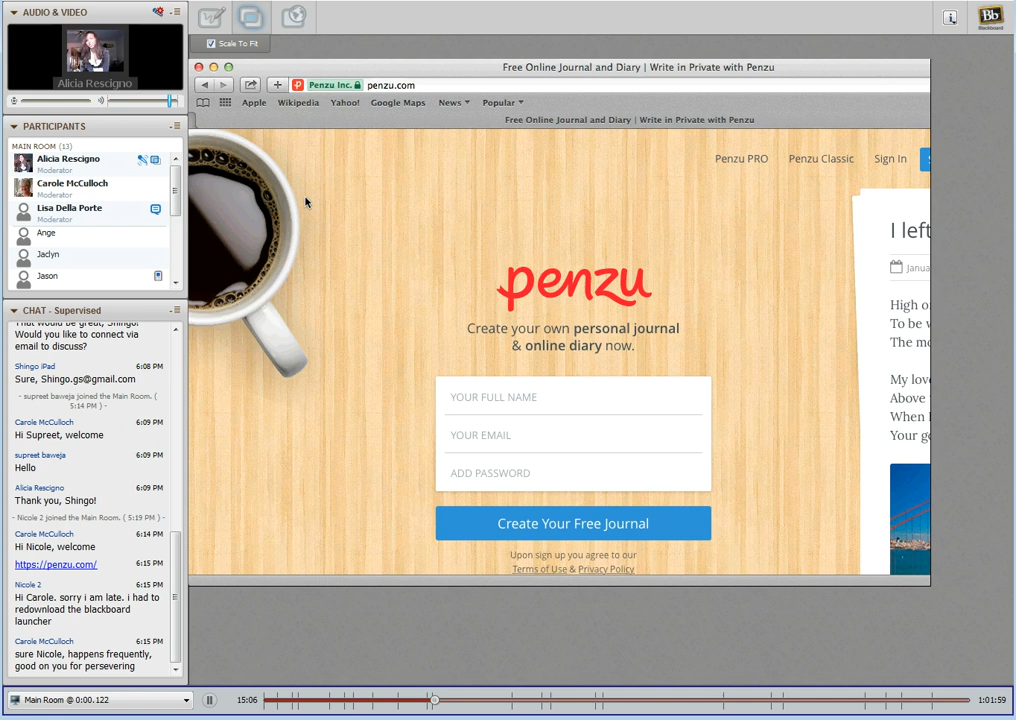 AUDIO & VIDEO
Alicia Rescigno
PARTICIPANTS
MAIN ROOM (13)
Alicia Rescigno
Moderator
Carole McCulloch
Moderator
Lisa Della Porte
Moderator
Ange
Jaclyn
Jason
CHAT - Supervised
That would be great, Shingo!
Would you like to connect via
email to discuss?
Shingo iPad 6:08 PM
Sure, Shingo.gs@gmail.com
- supreet baweja joined the Main Room. (
5:14 PM ) -
Carole McCulloch 6:09 PM
Hi Supreet, welcome
supreet baweja 6:09 PM
Hello
Alicia Rescigno 6:09 PM
Thank you, Shingo!
- Nicole 2 joined the Main Room. ( 5:19 PM ) -
Carole McCulloch 6:14 PM
Hi Nicole, welcome
https://penzu.com/ 6:15 PM
Nicole 2 6:15 PM
Hi Carole. sorry i am late. i had to
redownload the blackboard
launcher
Carole McCulloch 6:15 PM
sure Nicole, happens frequently,
good on you for persevering
Main Room @ 0:00.122
15:06
1:01:59
Scale To Fit
Bb
Blackboard
Free Online Journal and Diary | Write in Private with Penzu
Penzu Inc. penzu.com
Apple Wikipedia Yahoo! Google Maps News Popular
Free Online Journal and Diary | Write in Private with Penzu
Penzu PRO Penzu Classic Sign In S
penzu
Create your own personal journal
& online diary now.
YOUR FULL NAME
YOUR EMAIL
ADD PASSWORD
Create Your Free Journal
Upon sign up you agree to our
Terms of Use & Privacy Policy
I left
Janua
High o
To be w
The mo
My lov
Above
When I
Your go